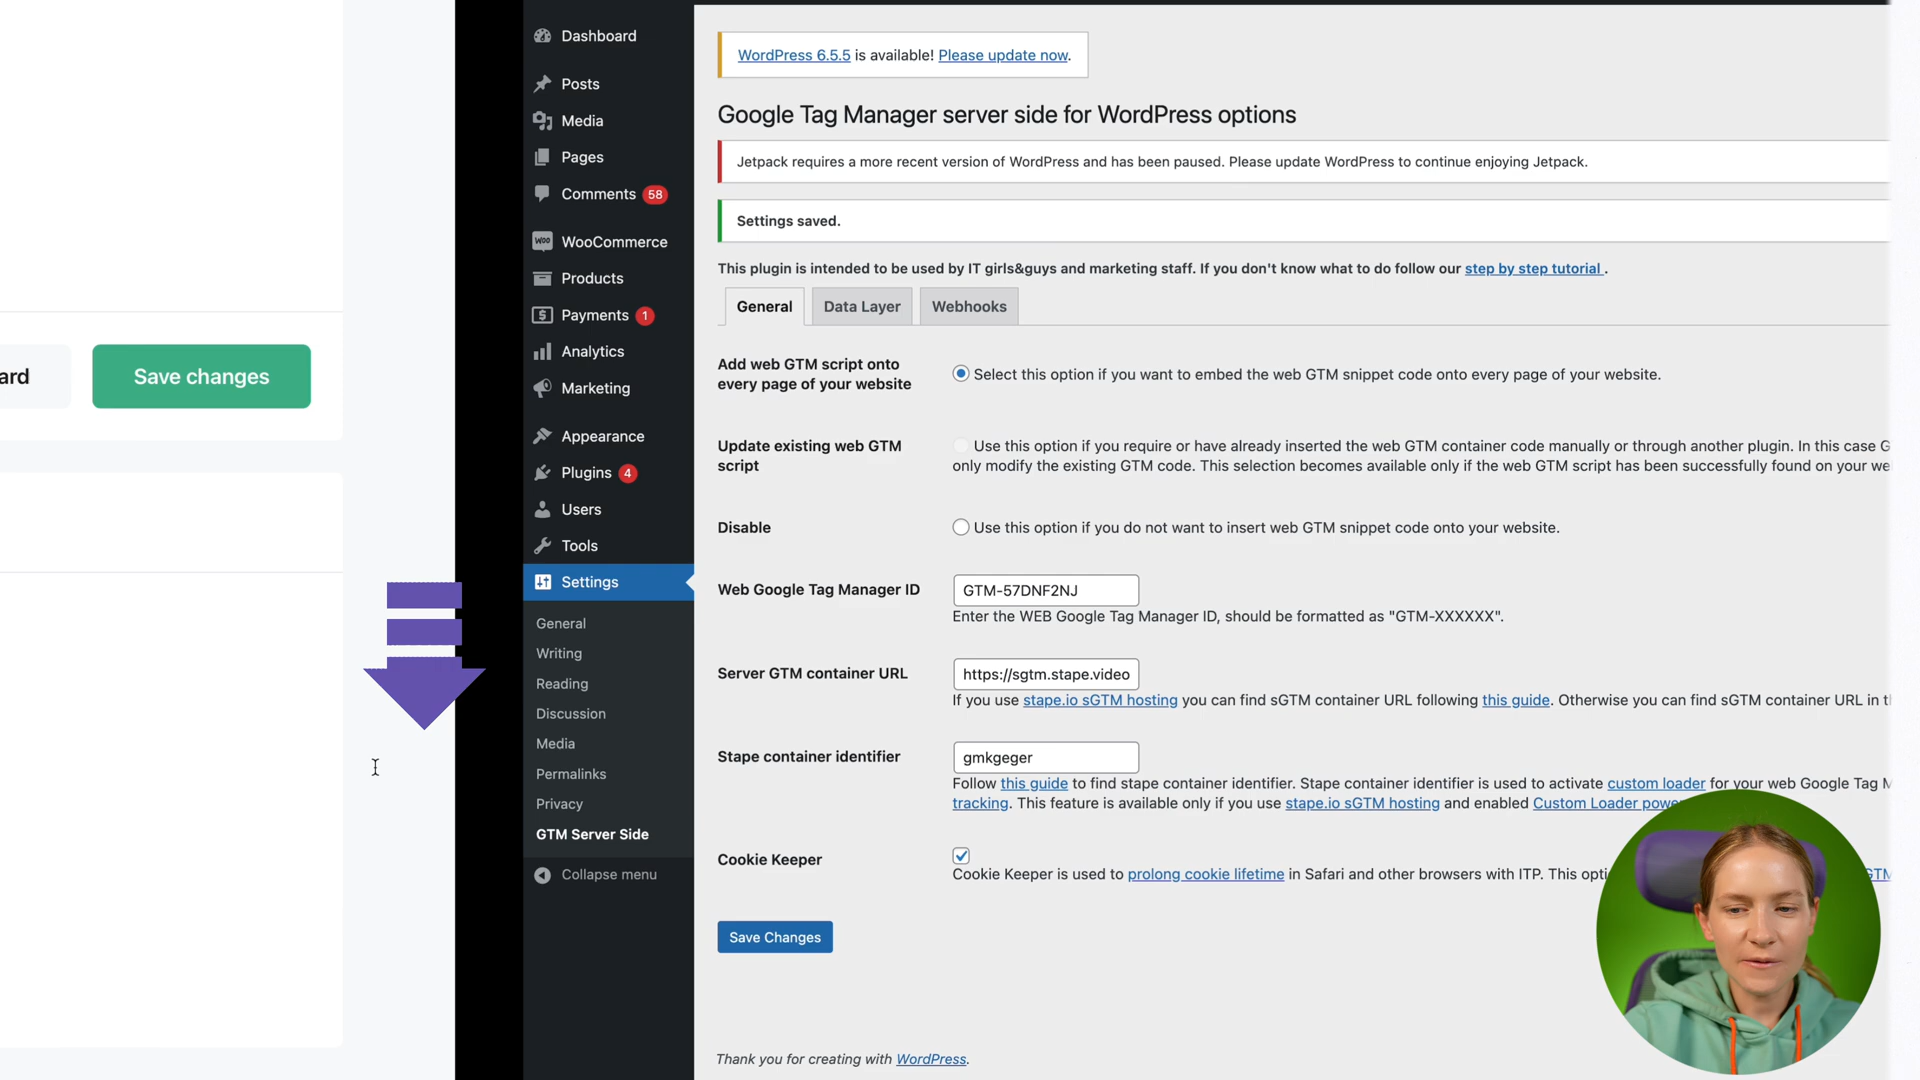 ard
Save changes
Dashboard
Posts
Media
Pages
Comments 58
WooCommerce
Products
Payments 1
Analytics
Marketing
Appearance
Plugins 4
Users
Tools
Settings
General
Writing
Reading
Discussion
Media
Permalinks
Privacy
GTM Server Side
Collapse menu
WordPress 6.5.5 is available! Please update now.
Google Tag Manager server side for WordPress options
Jetpack requires a more recent version of WordPress and has been paused. Please update WordPress to continue enjoying Jetpack.
Settings saved.
This plugin is intended to be used by IT girls&guys and marketing staff. If you don't know what to do follow our step by step tutorial .
General Data Layer Webhooks
Add web GTM script onto
every page of your website
Select this option if you want to embed the web GTM snippet code onto every page of your website.
Update existing web GTM
script
Use this option if you require or have already inserted the web GTM container code manually or through another plugin. In this case G
only modify the existing GTM code. This selection becomes available only if the web GTM script has been successfully found on your we
Disable
Use this option if you do not want to insert web GTM snippet code onto your website.
Web Google Tag Manager ID
GTM-57DNF2NJ
Enter the WEB Google Tag Manager ID, should be formatted as "GTM-XXXXXX".
Server GTM container URL
https://sgtm.stape.video
If you use stape.io sGTM hosting you can find sGTM container URL following this guide. Otherwise you can find sGTM container URL in
Stape container identifier
gmkgeger
Follow this guide to find stape container identifier. Stape container identifier is used to activate custom loader for your web Google Tag M
tracking. This feature is available only if you use stape.io sGTM hosting and enabled Custom Loader powe
Cookie Keeper
Cookie Keeper is used to prolong cookie lifetime in Safari and other browsers with ITP. This opti GTM
Save Changes
Thank you for creating with WordPress.